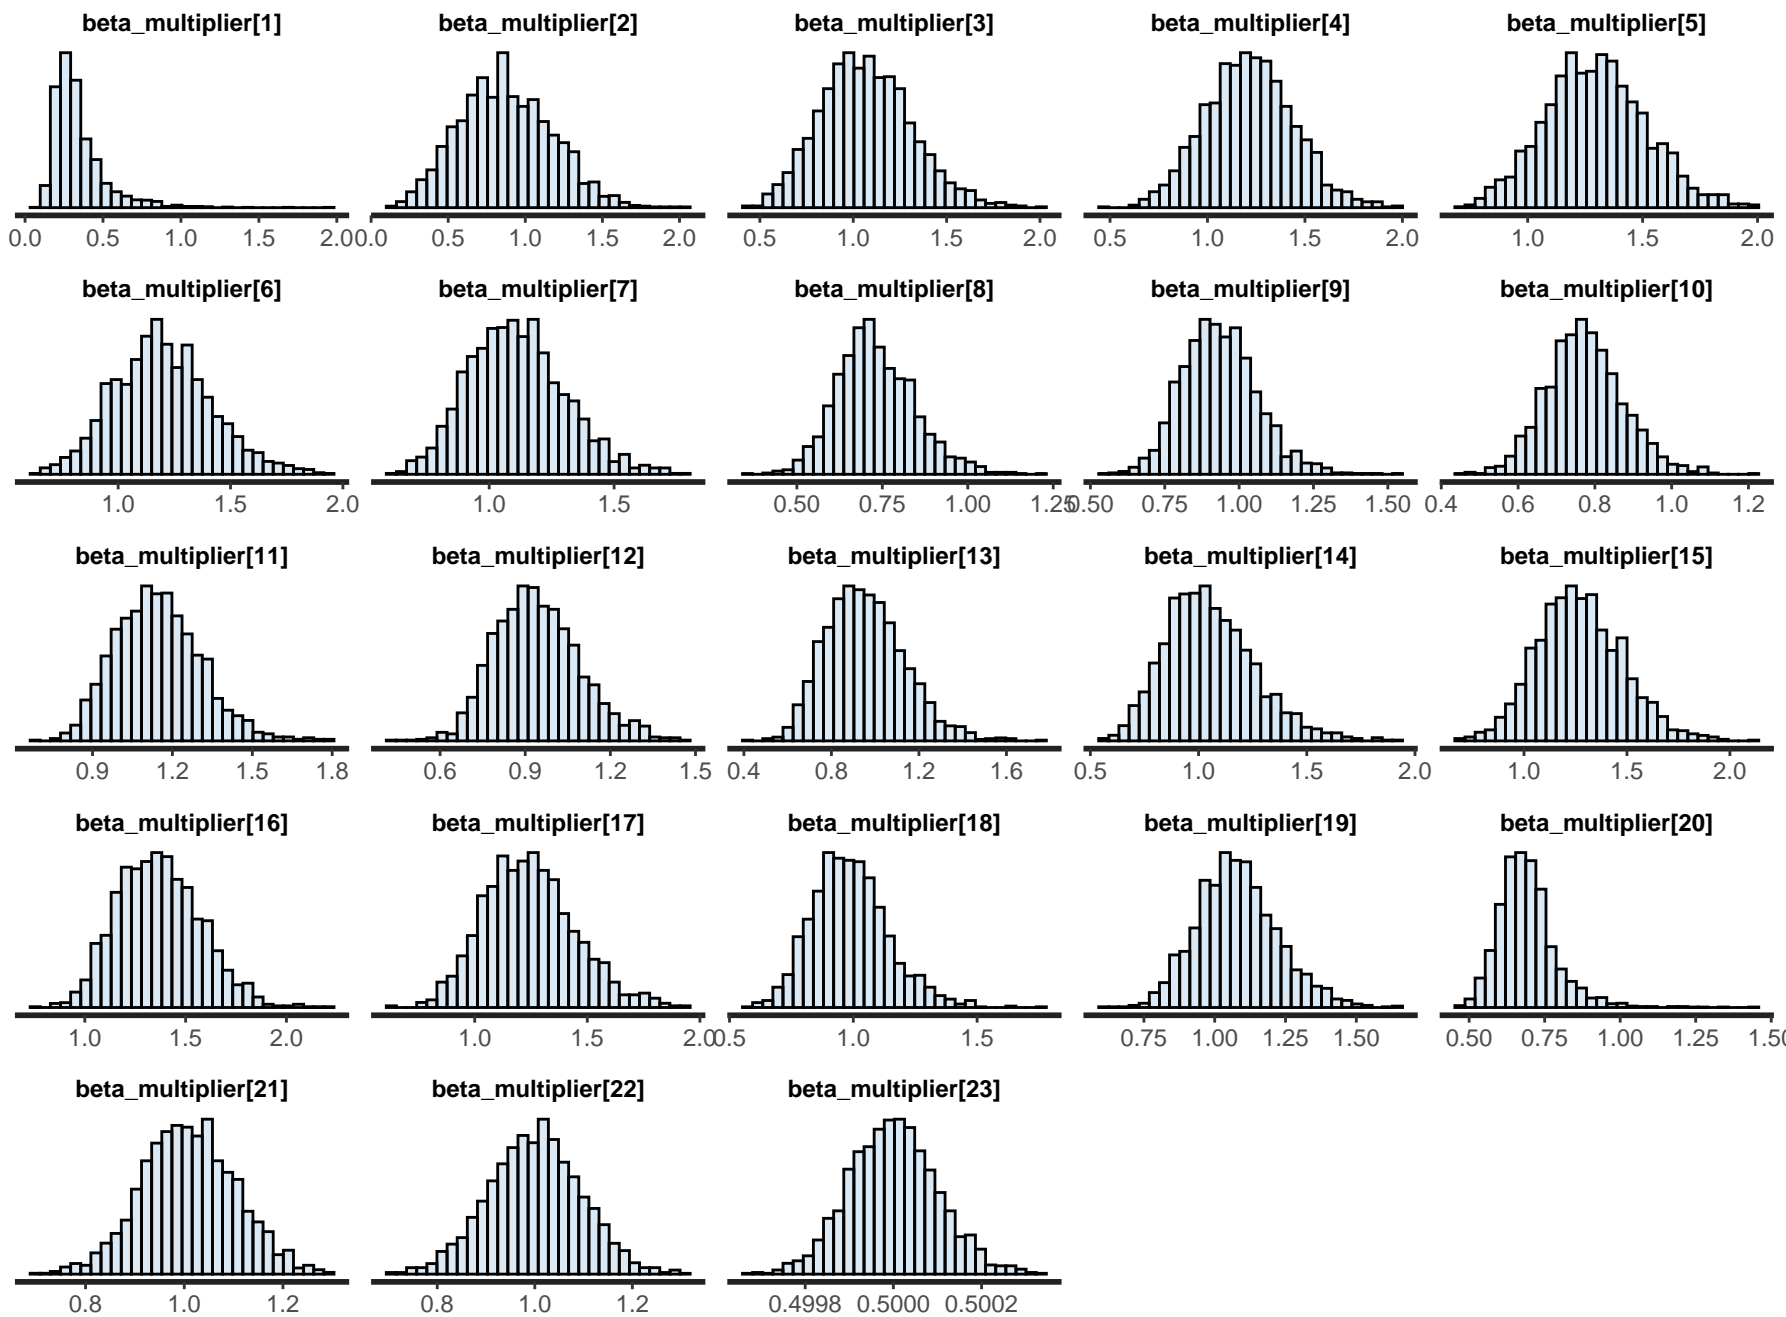 beta_multiplier[1] beta_multiplier[2] beta_multiplier[3] beta_multiplier[4] beta_multiplier[5]
0.0 0.5 1.0 1.5 2.0 0.0 0.5 1.0 1.5 2.0 0.5 1.0 1.5 2.0 0.5 1.0 1.5 2.0 1.0 1.5 2.0
beta_multiplier[6] beta_multiplier[7] beta_multiplier[8] beta_multiplier[9] beta_multiplier[10]
1.0 1.5 2.0 1.0 1.5 0.50 0.75 1.00 1.25 0.50 0.75 1.00 1.25 1.50 0.4 0.6 0.8 1.0 1.2
beta_multiplier[11] beta_multiplier[12] beta_multiplier[13] beta_multiplier[14] beta_multiplier[15]
0.9 1.2 1.5 1.8 0.6 0.9 1.2 1.5 0.4 0.8 1.2 1.6 0.5 1.0 1.5 2.0 1.0 1.5 2.0
beta_multiplier[16] beta_multiplier[17] beta_multiplier[18] beta_multiplier[19] beta_multiplier[20]
1.0 1.5 2.0 1.0 1.5 2.0 0.5 1.0 1.5 0.75 1.00 1.25 1.50 0.50 0.75 1.00 1.25 1.50
beta_multiplier[21] beta_multiplier[22] beta_multiplier[23]
0.8 1.0 1.2 0.8 1.0 1.2 0.4998 0.5000 0.5002